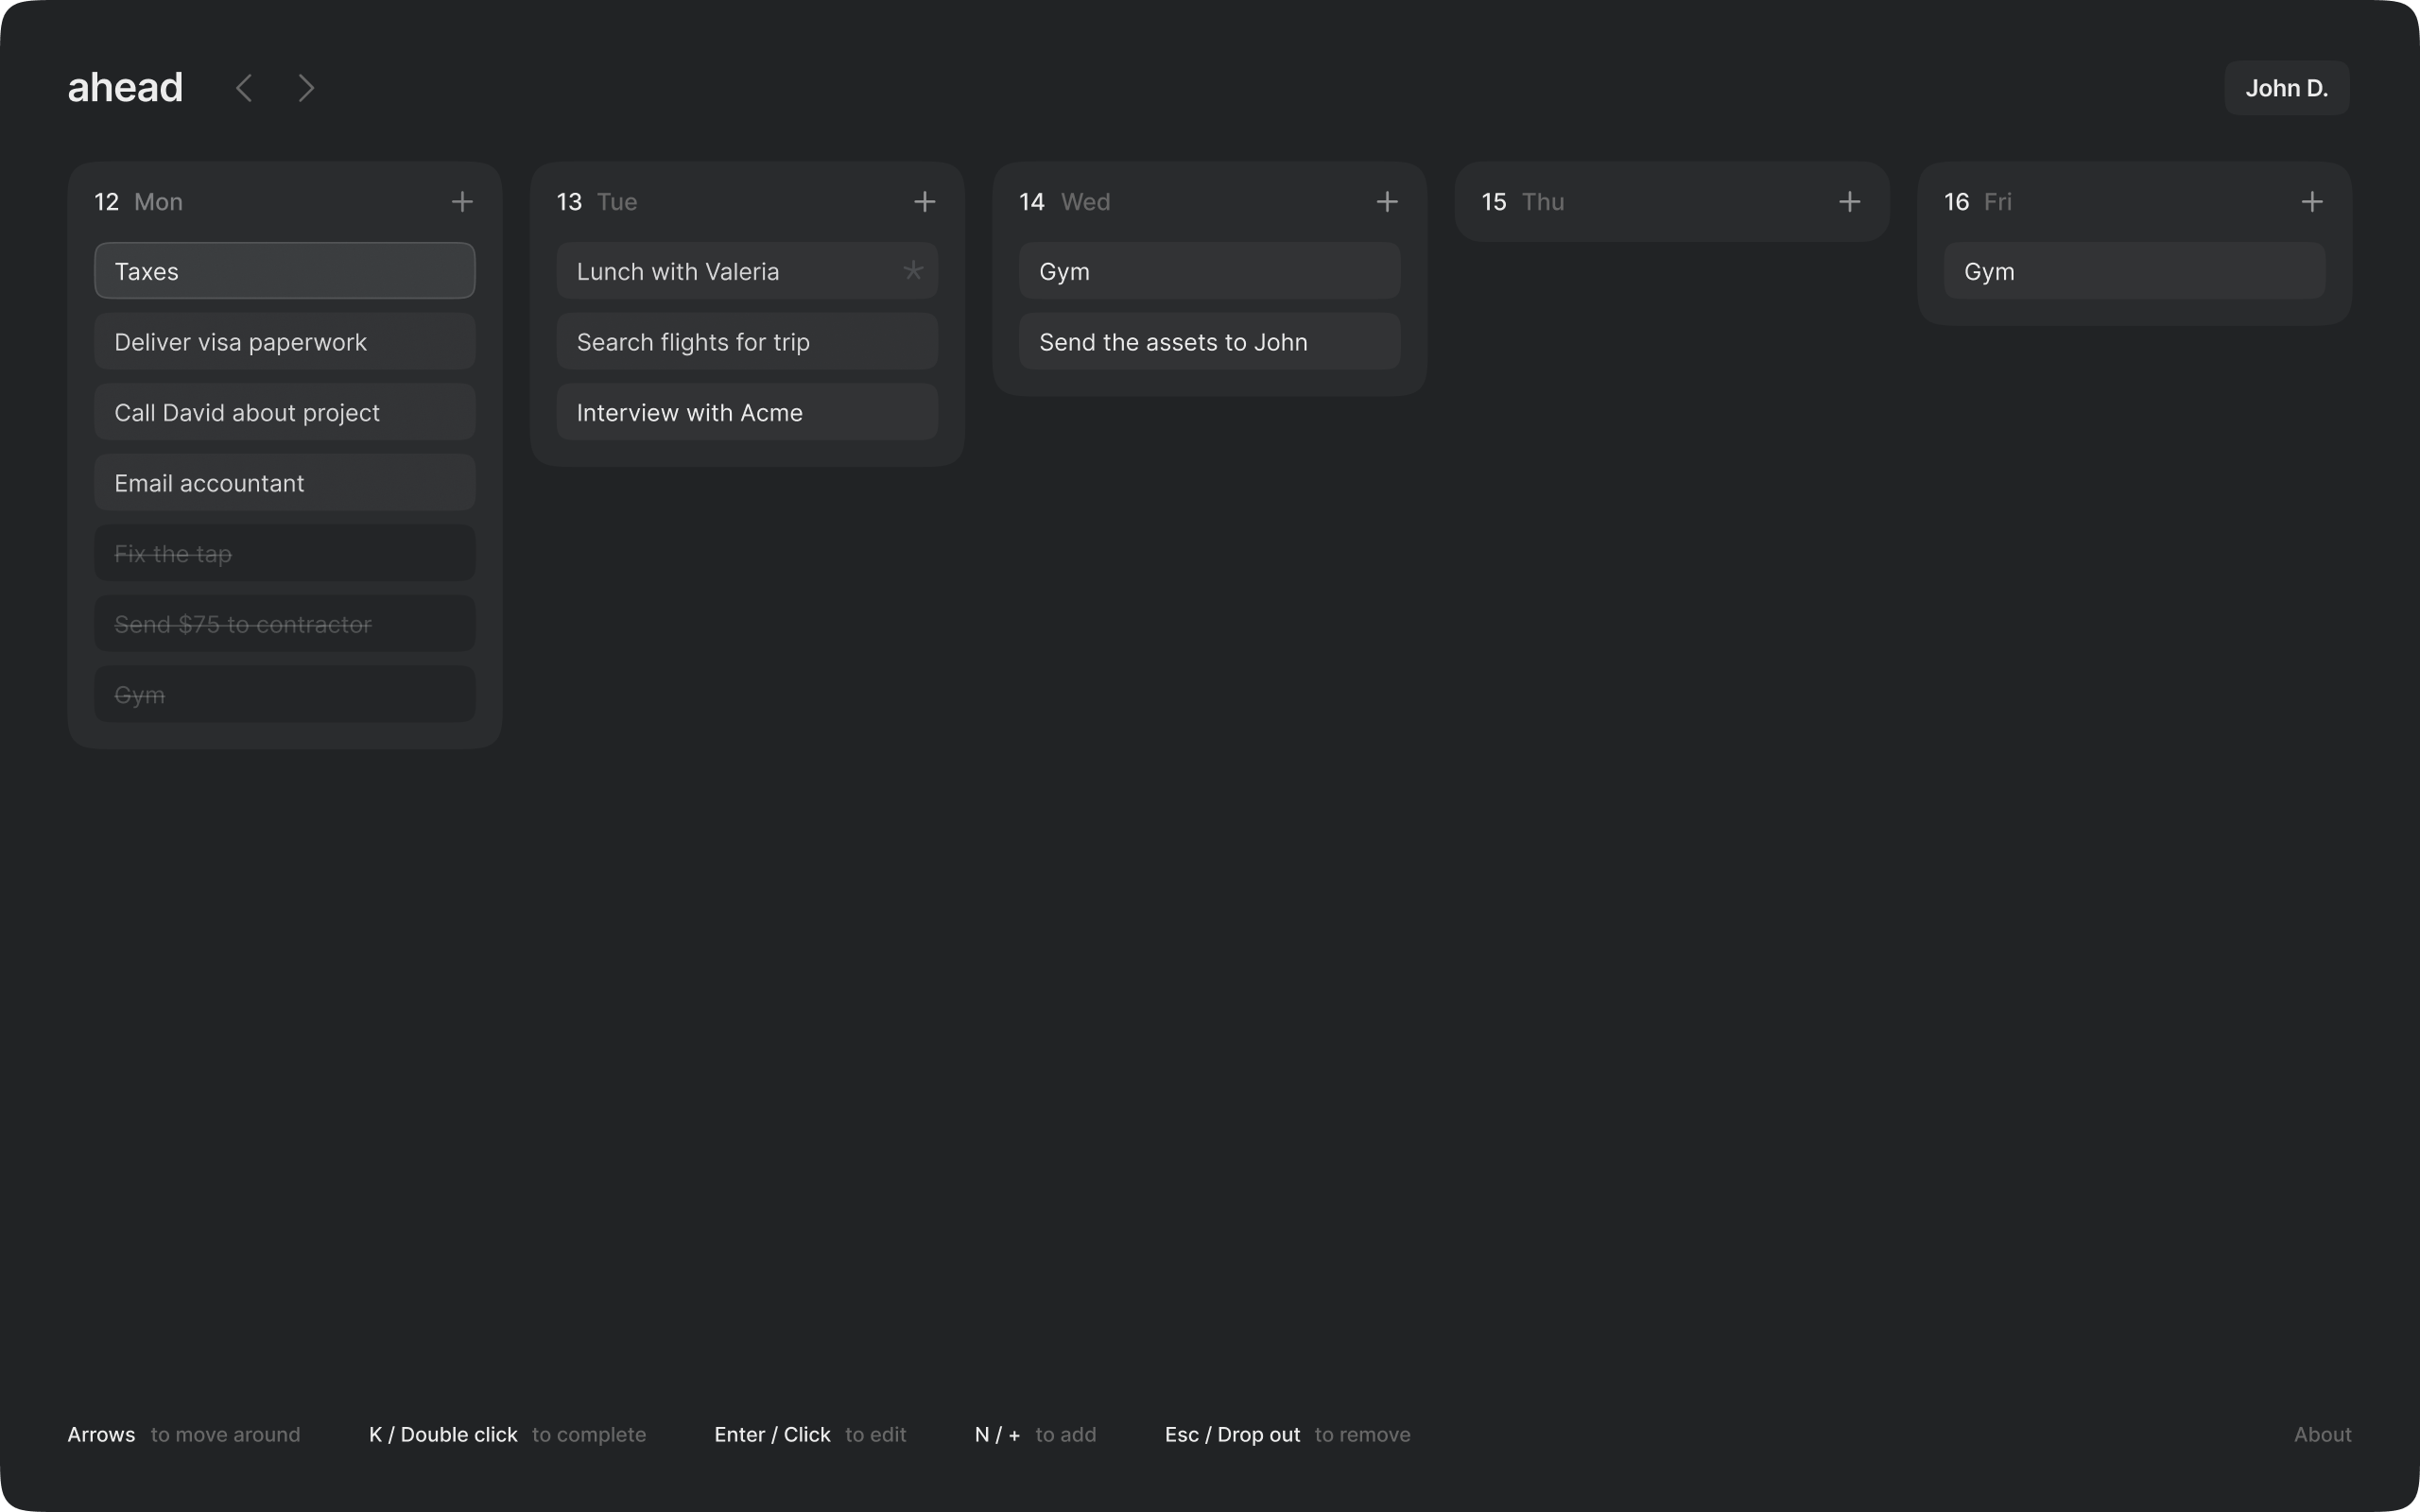 ahead
John D.
12 Mon
Taxes
Deliver visa paperwork
Call David about project
Email accountant
Fix the tap
Send $75 to contractor
Gym
13 Tue
Lunch with Valeria
Search flights for trip
Interview with Acme
14 Wed
Gym
Send the assets to John
15 Thu
16 Fri
Gym
Arrows to move around
K / Double click to complete
Enter / Click to edit
N / + to add
Esc / Drop out to remove
About